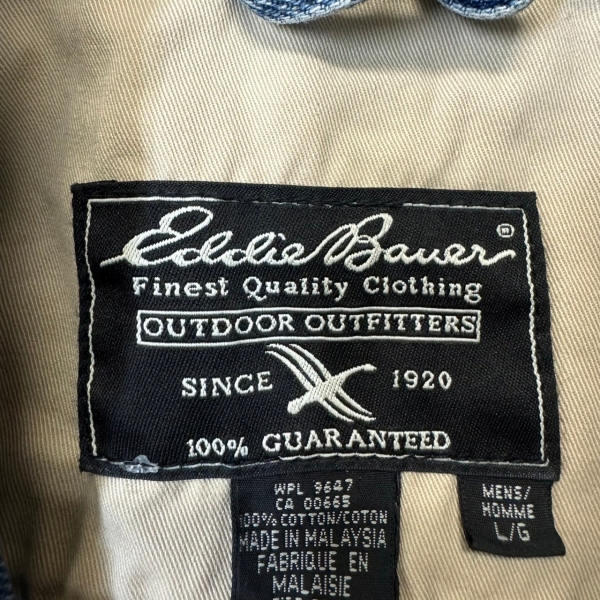 Eddie Bauer ®
Finest Quality Clothing
OUTDOOR OUTFITTERS
SINCE 1920
100% GUARANTEED
WPL 9647
CA 00665
100% COTTON/COTON
MADE IN MALAYSIA
FABRIQUE EN
MALAISIE
MENS/
HOMME
L/G